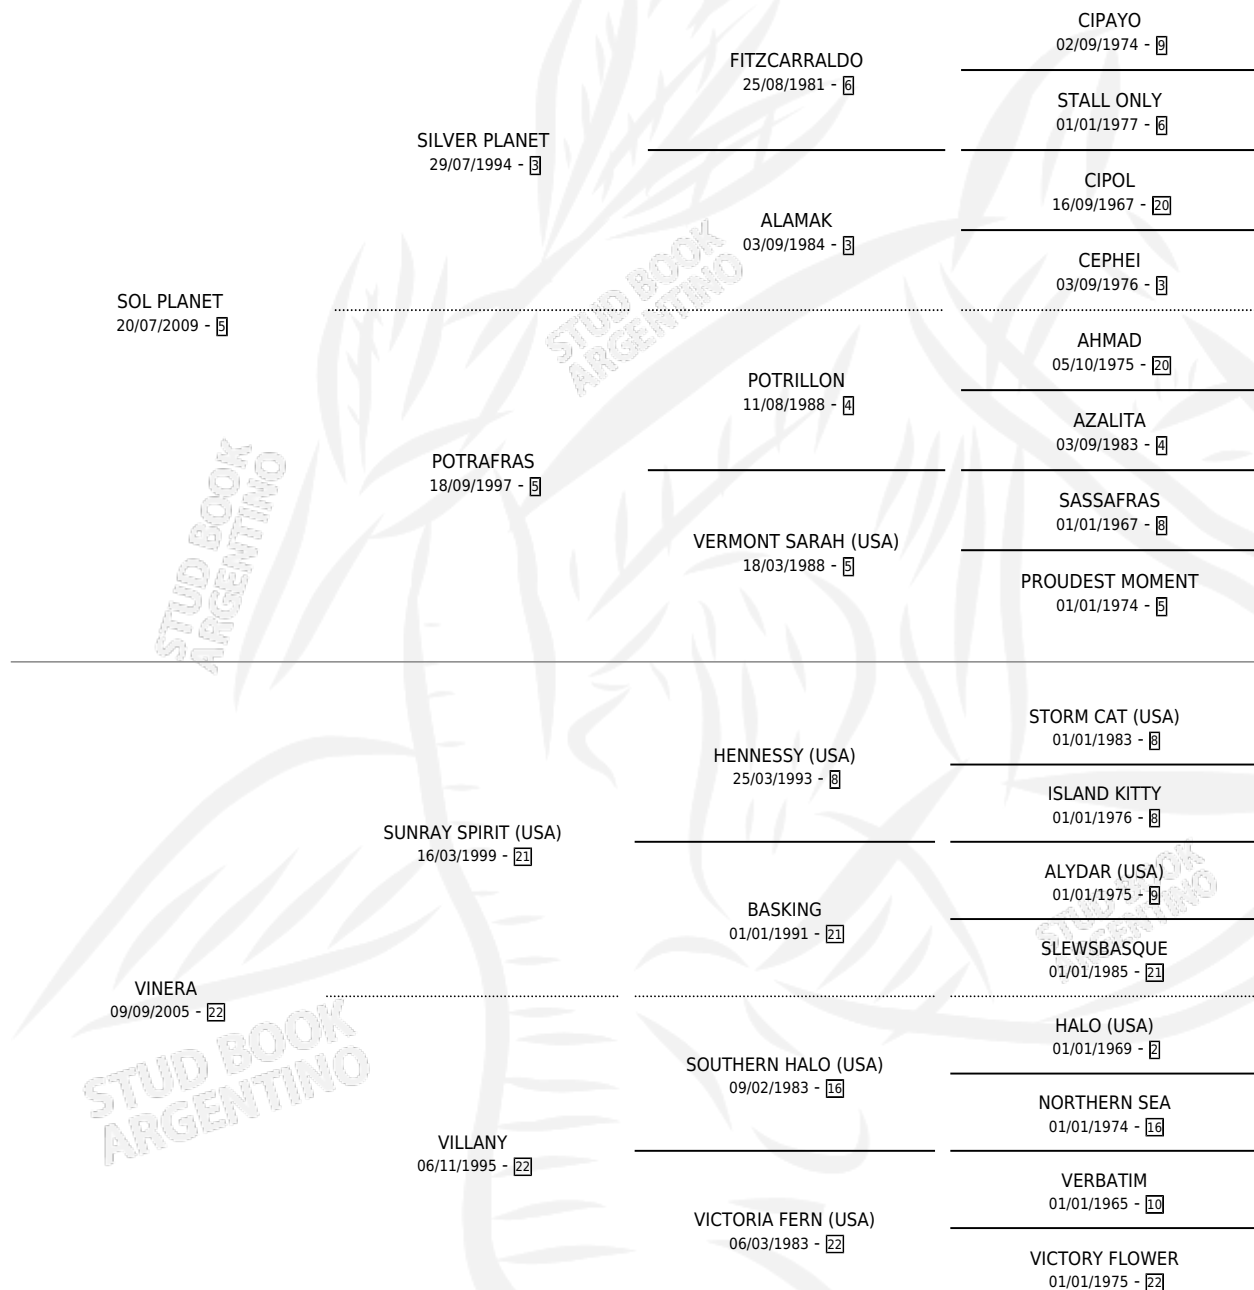 CIPAYO
02/09/1974 - 9
FITZCARRALDO
25/08/1981 - 6
STALL ONLY
01/01/1977 - 6
SILVER PLANET
29/07/1994 - 3
CIPOL
16/09/1967 - 20
ALAMAK
03/09/1984 - 3
CEPHEI
03/09/1976 - 3
SOL PLANET
20/07/2009 - 5
AHMAD
05/10/1975 - 20
POTRILLON
11/08/1988 - 4
AZALITA
03/09/1983 - 4
POTRAFRAS
18/09/1997 - 5
SASSAFRAS
01/01/1967 - 8
VERMONT SARAH (USA)
18/03/1988 - 5
PROUDEST MOMENT
01/01/1974 - 5
STORM CAT (USA)
01/01/1983 - 8
HENNESSY (USA)
25/03/1993 - 8
ISLAND KITTY
01/01/1976 - 8
SUNRAY SPIRIT (USA)
16/03/1999 - 21
ALYDAR (USA)
01/01/1975 - 9
BASKING
01/01/1991 - 21
SLEWSBASQUE
01/01/1985 - 21
VINERA
09/09/2005 - 22
HALO (USA)
01/01/1969 - 2
SOUTHERN HALO (USA)
09/02/1983 - 16
NORTHERN SEA
01/01/1974 - 16
VILLANY
06/11/1995 - 22
VERBATIM
01/01/1965 - 10
VICTORIA FERN (USA)
06/03/1983 - 22
VICTORY FLOWER
01/01/1975 - 22
STUD BOOK
ARGENTINO
STUD BOOK
ARGENTINO
STUD BOOK
ARGENTINO
STUD BOOK
ARGENTINO